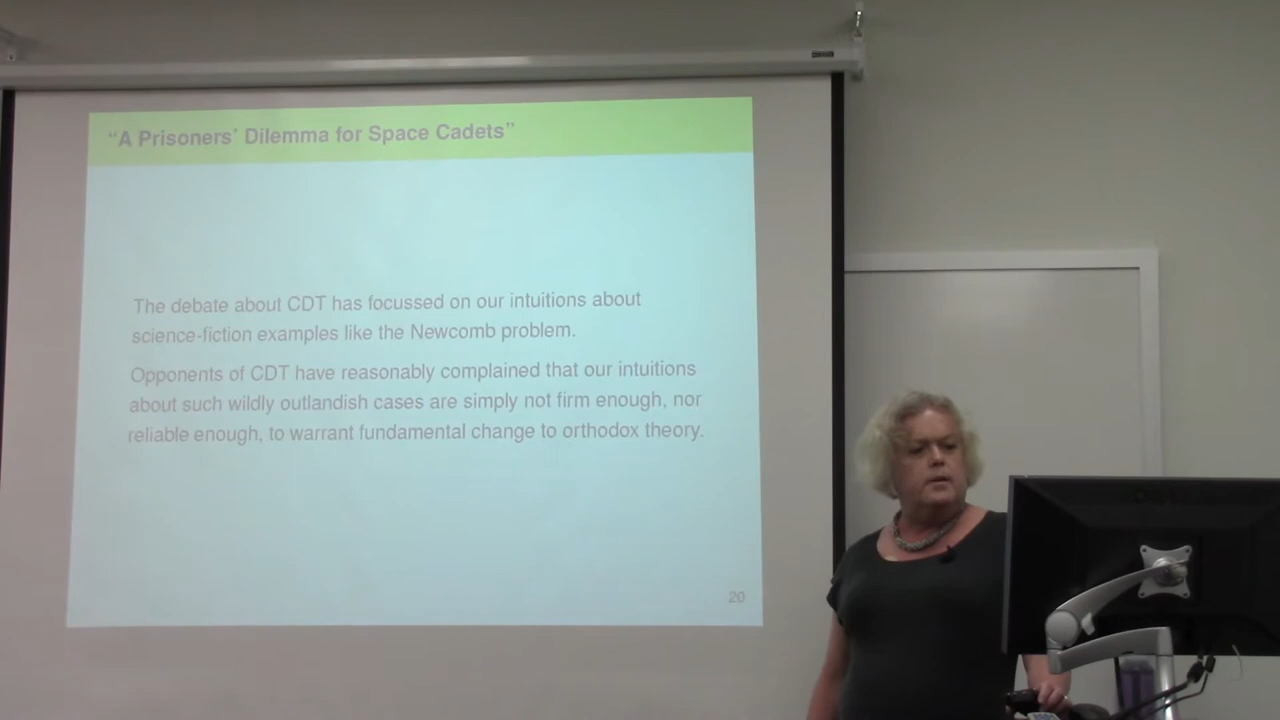 “A Prisoners’ Dilemma for Space Cadets”
The debate about CDT has focussed on our intuitions about
science-fiction examples like the Newcomb problem.
Opponents of CDT have reasonably complained that our intuitions
about such wildly outlandish cases are simply not firm enough, nor
reliable enough, to warrant fundamental change to orthodox theory.
20